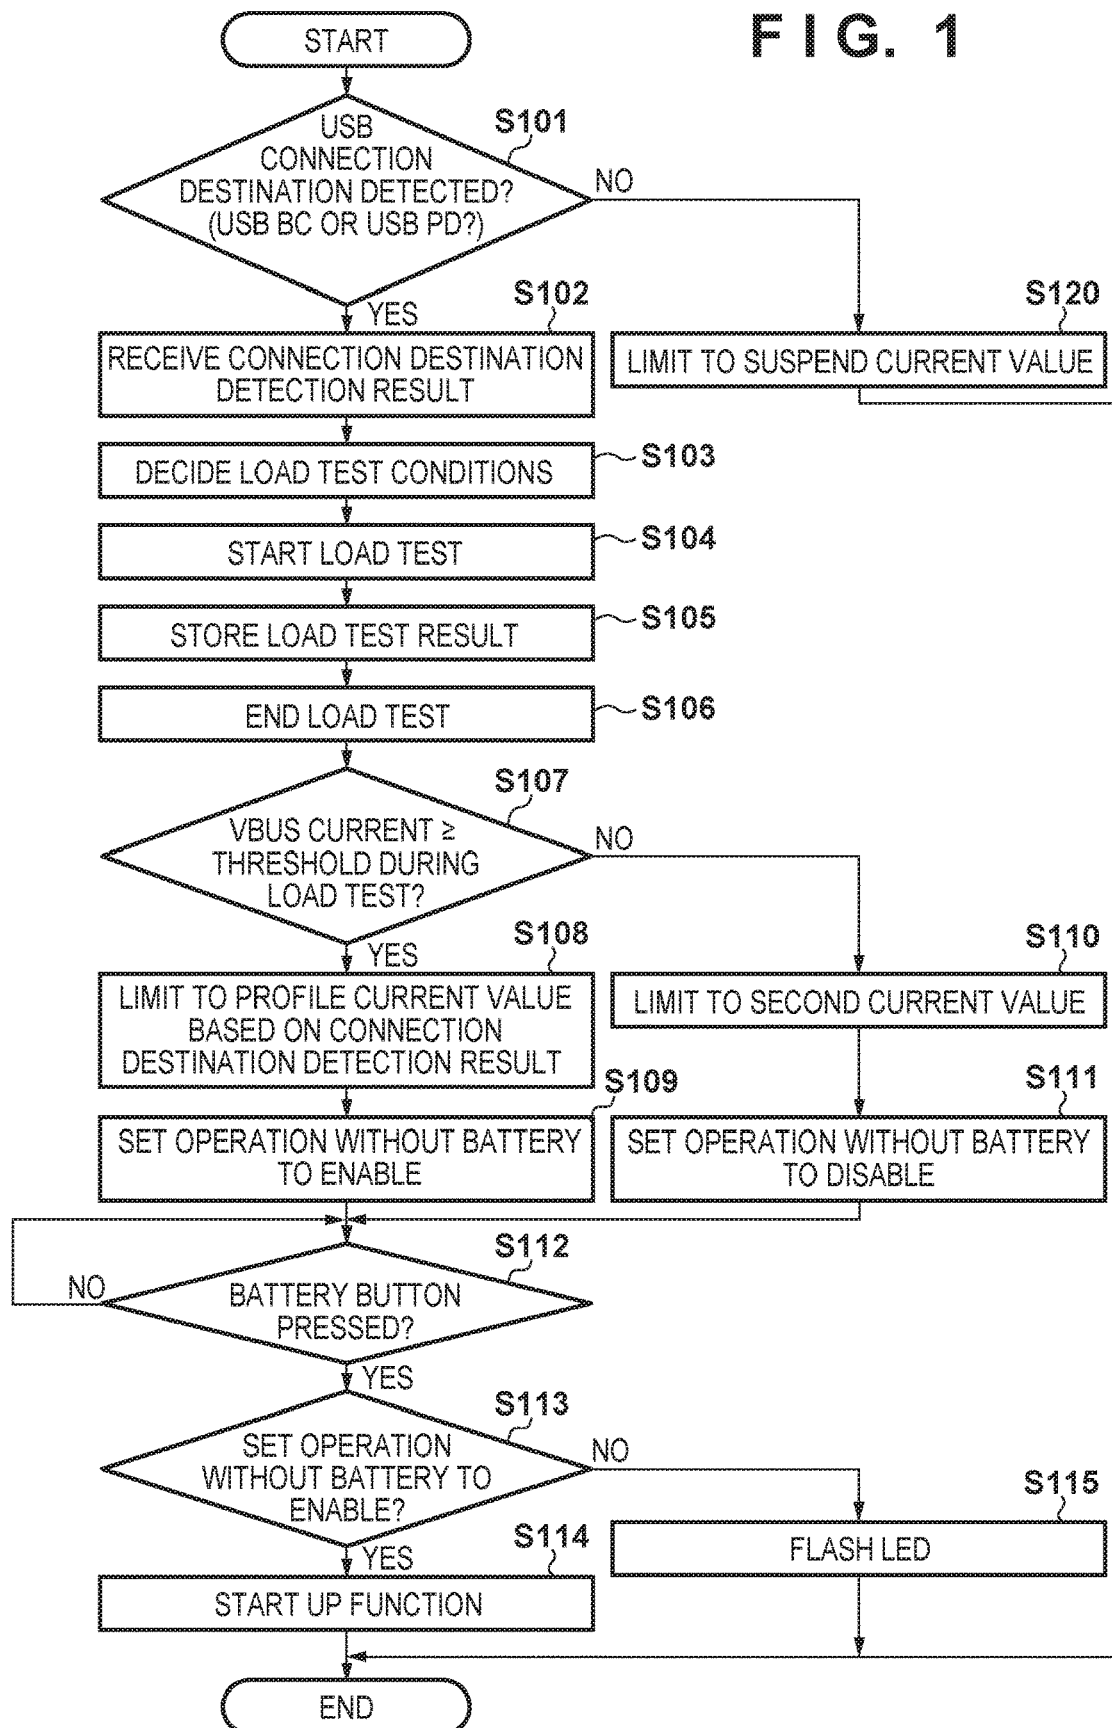 FIG. 1
START
S101
USB
CONNECTION
DESTINATION DETECTED?
(USB BC OR USB PD?)
NO
YES
S102
RECEIVE CONNECTION DESTINATION
DETECTION RESULT
S120
LIMIT TO SUSPEND CURRENT VALUE
DECIDE LOAD TEST CONDITIONS
S103
START LOAD TEST
S104
STORE LOAD TEST RESULT
S105
END LOAD TEST
S106
S107
VBUS CURRENT ≥
THRESHOLD DURING
LOAD TEST?
NO
YES
S108
LIMIT TO PROFILE CURRENT VALUE
BASED ON CONNECTION
DESTINATION DETECTION RESULT
S110
LIMIT TO SECOND CURRENT VALUE
S109
SET OPERATION WITHOUT BATTERY
TO ENABLE
S111
SET OPERATION WITHOUT BATTERY
TO DISABLE
S112
BATTERY BUTTON
PRESSED?
NO
YES
S113
SET OPERATION
WITHOUT BATTERY TO
ENABLE?
NO
YES
S114
START UP FUNCTION
S115
FLASH LED
END